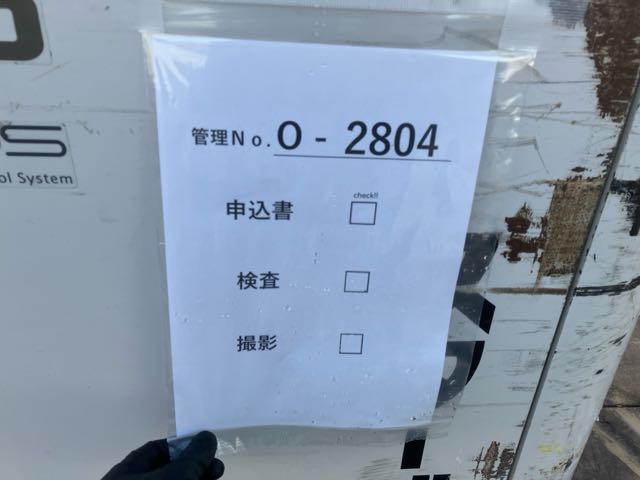 管理No. O - 2804
check!!
申込書
検査
撮影
ol System